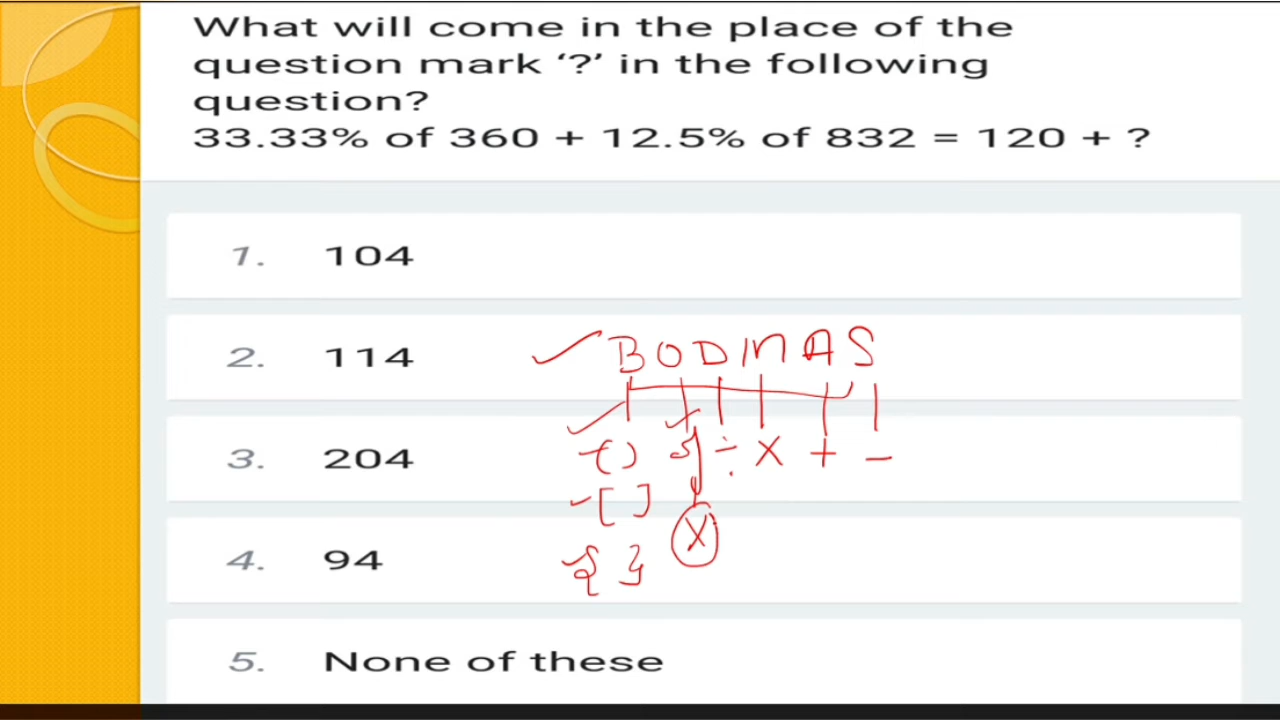 What will come in the place of the
question mark ‘?’ in the following
question?
33.33% of 360 + 12.5% of 832 = 120 + ?
1. 104
2. 114
BODMAS
3. 204
() of ÷ × + −
[ ]
×
4. 94
{ }
5. None of these